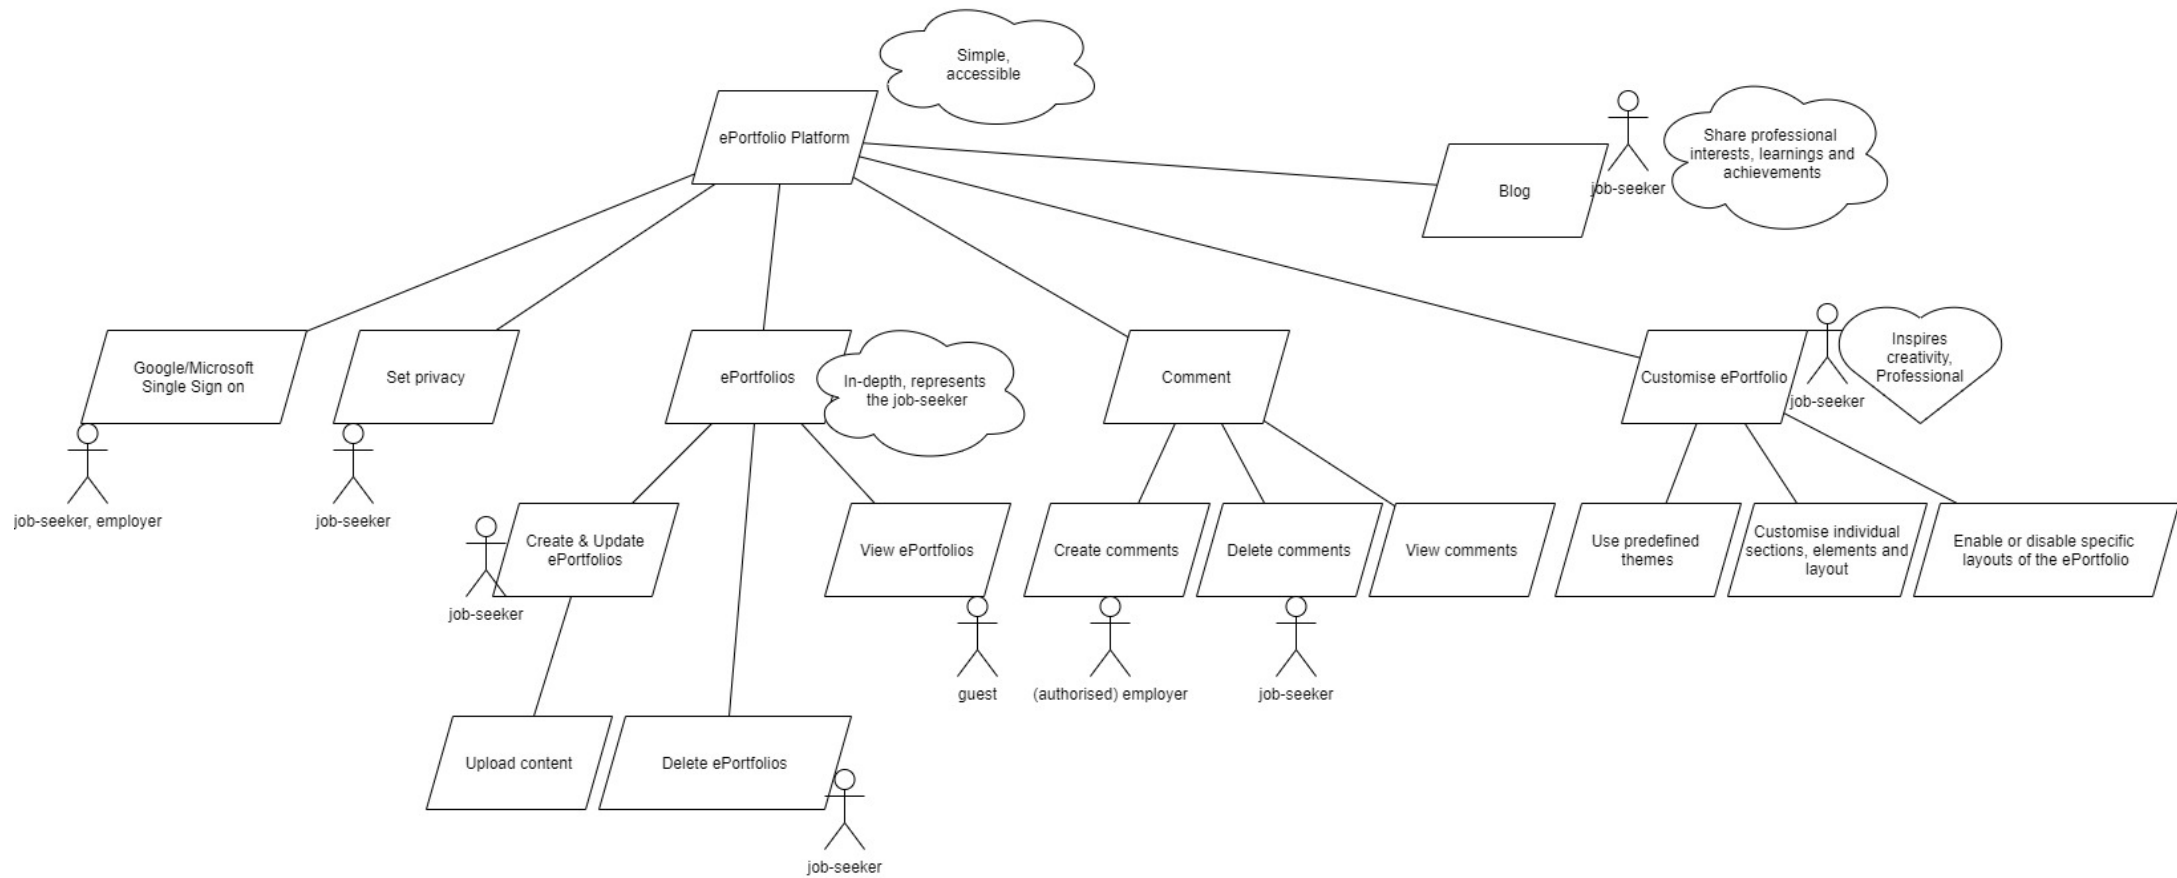 Simple,
accessible
ePortfolio Platform
Share professional
interests, learnings and
achievements
job-seeker
Blog
Google/Microsoft
Single Sign on
job-seeker, employer
Set privacy
job-seeker
ePortfolios
In-depth, represents
the job-seeker
Comment
Customise ePortfolio
job-seeker
Inspires
creativity,
Professional
Create & Update
ePortfolios
job-seeker
View ePortfolios
guest
Create comments
(authorised) employer
Delete comments
job-seeker
View comments
Use predefined
themes
Customise individual
sections, elements and
layout
Enable or disable specific
layouts of the ePortfolio
Upload content
Delete ePortfolios
job-seeker